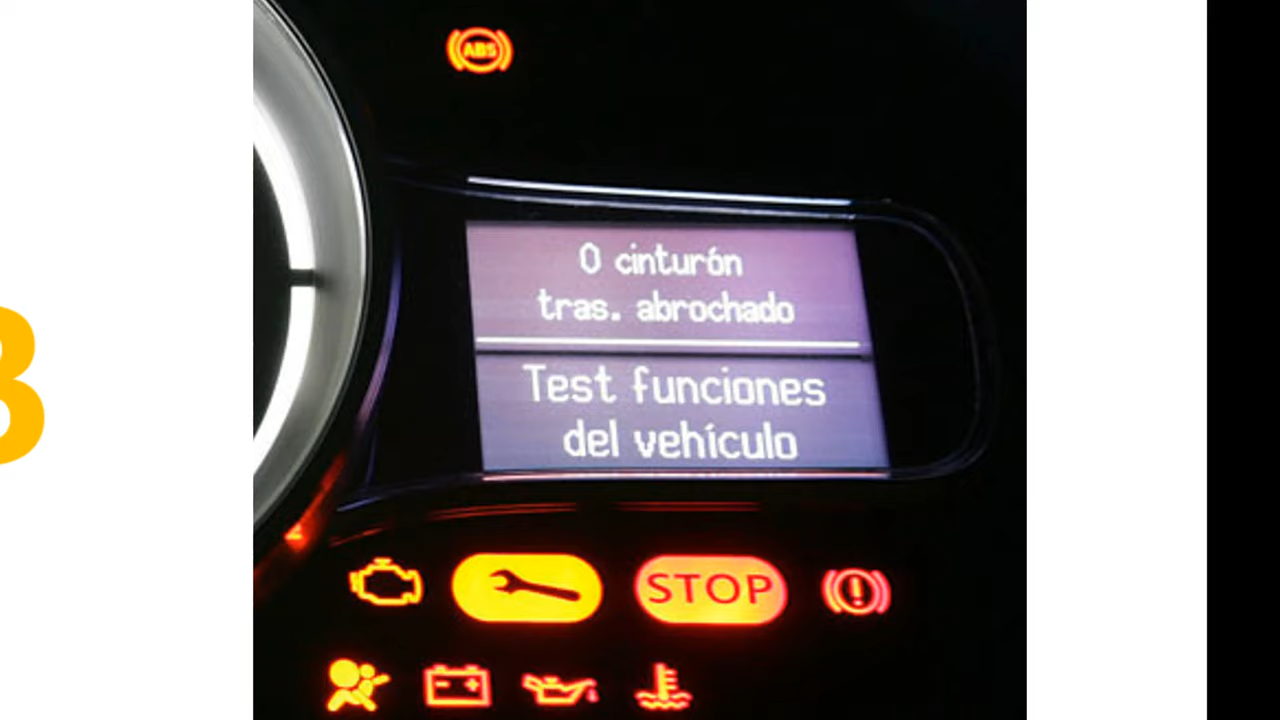 ABS
0 cinturón
tras. abrochado
Test funciones
del vehículo
STOP